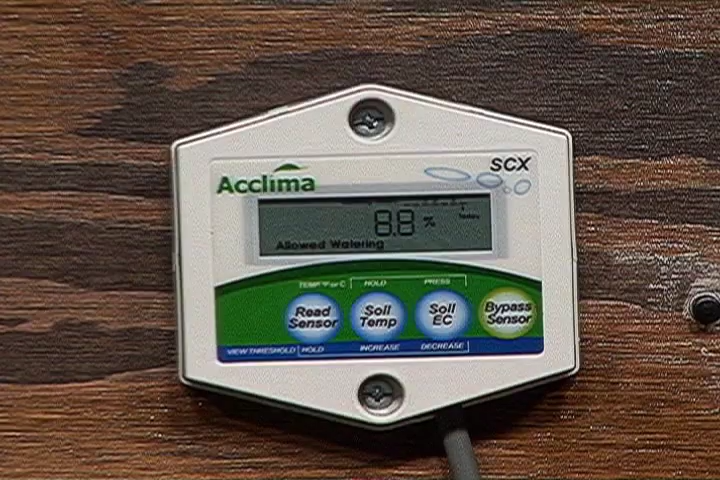 SCX
Acclima
8.8 %
Today
Allowed Watering
TEMP °F or C HOLD PRESS
Read Sensor
Soil Temp
Soil EC
Bypass Sensor
VIEW THRESHOLD HOLD INCREASE DECREASE